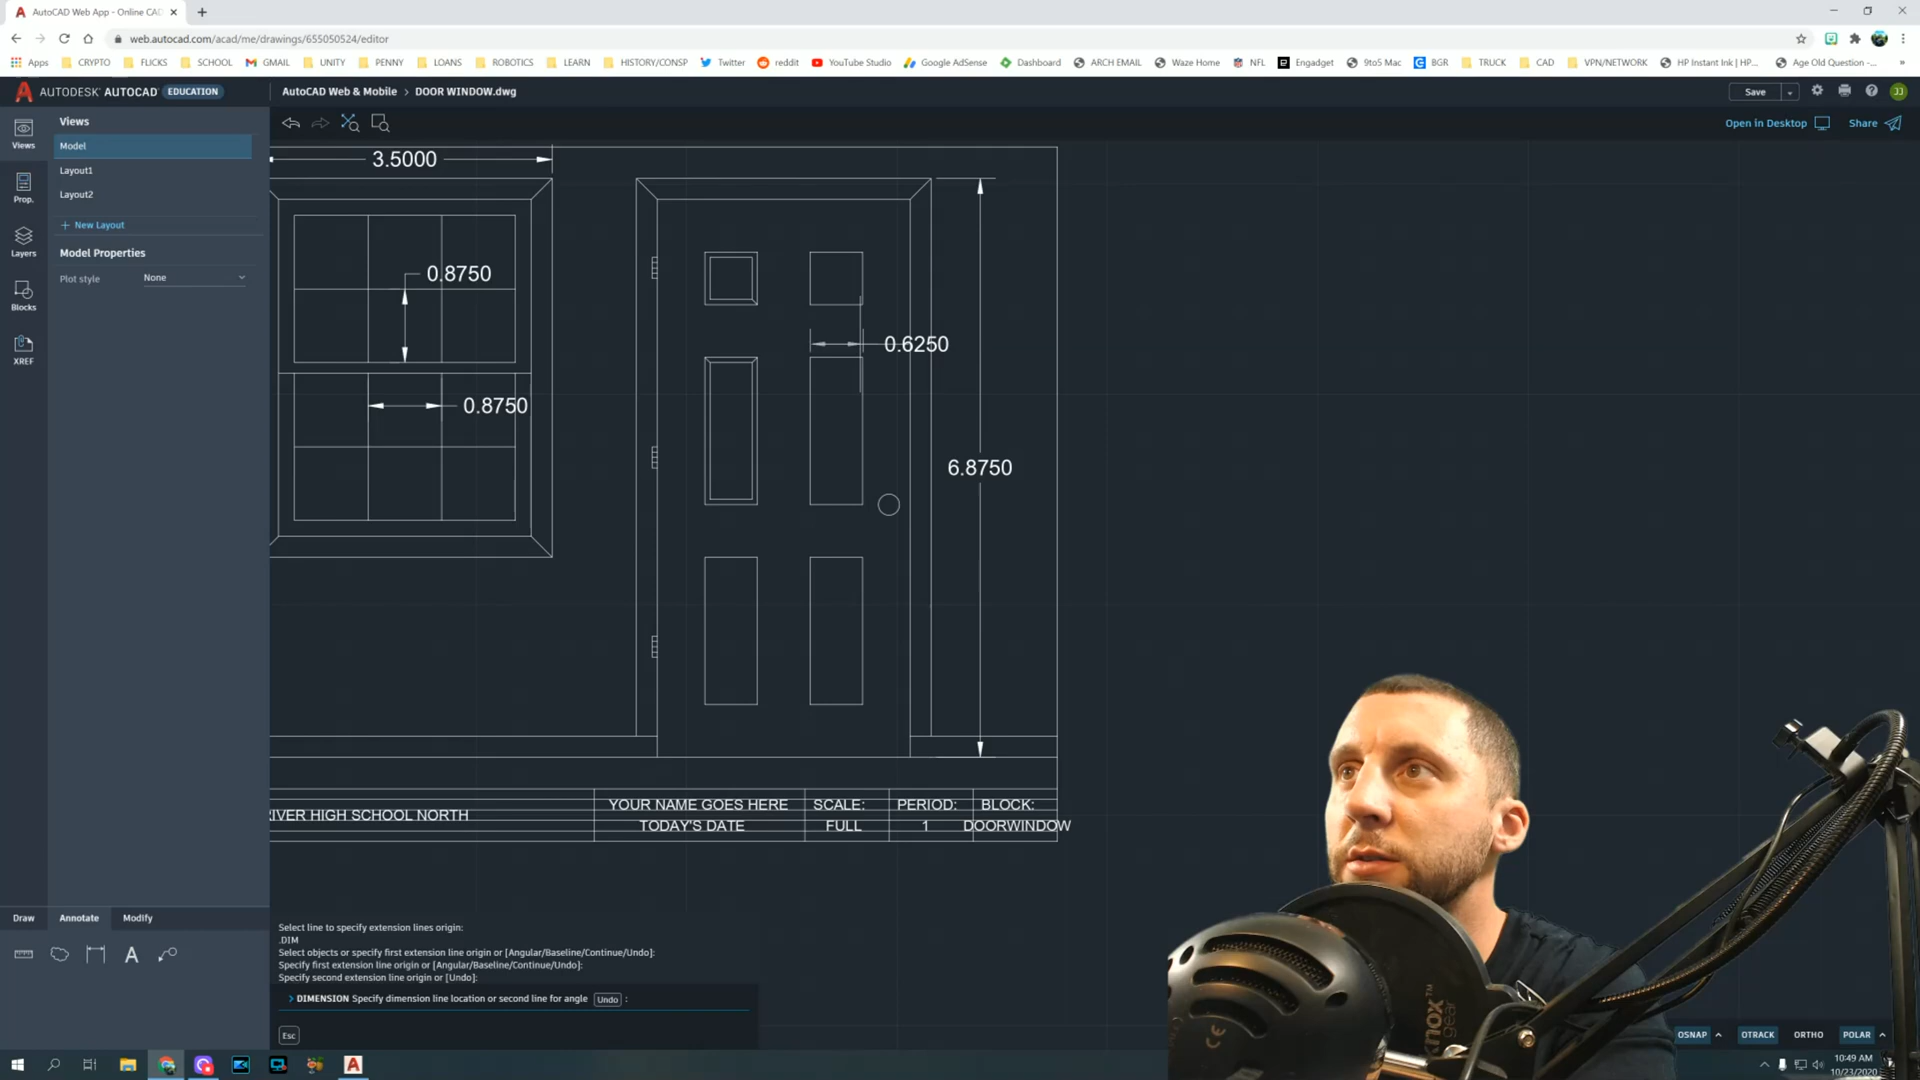 AutoCAD Web App - Online CAD
web.autocad.com/acad/me/drawings/655050524/editor
Apps CRYPTO FLICKS SCHOOL GMAIL UNITY PENNY LOANS ROBOTICS LEARN HISTORY/CONSP Twitter reddit YouTube Studio Google AdSense Dashboard ARCH EMAIL Waze Home NFL Engadget 9to5 Mac BGR TRUCK CAD VPN/NETWORK HP Instant Ink | HP... Age Old Question -... »
AUTODESK® AUTOCAD EDUCATION AutoCAD Web & Mobile > DOOR WINDOW.dwg Save JJ
Open in Desktop Share
Views
Views
Model
Layout1
Layout2
+ New Layout
Model Properties
Plot style None
Prop.
Layers
Blocks
XREF
3.5000
0.8750
0.8750
0.6250
6.8750
RIVER HIGH SCHOOL NORTH
YOUR NAME GOES HERE
TODAY'S DATE
SCALE:
FULL
PERIOD:
1
BLOCK:
DOORWINDOW
Draw Annotate Modify
A
Select line to specify extension lines origin:
.DIM
Select objects or specify first extension line origin or [Angular/Baseline/Continue/Undo]:
Specify first extension line origin or [Angular/Baseline/Continue/Undo]:
Specify second extension line origin or [Undo]:
> DIMENSION Specify dimension line location or second line for angle Undo :
Esc
OSNAP OTRACK ORTHO POLAR
knox
gear
CE
10:49 AM
10/23/2020